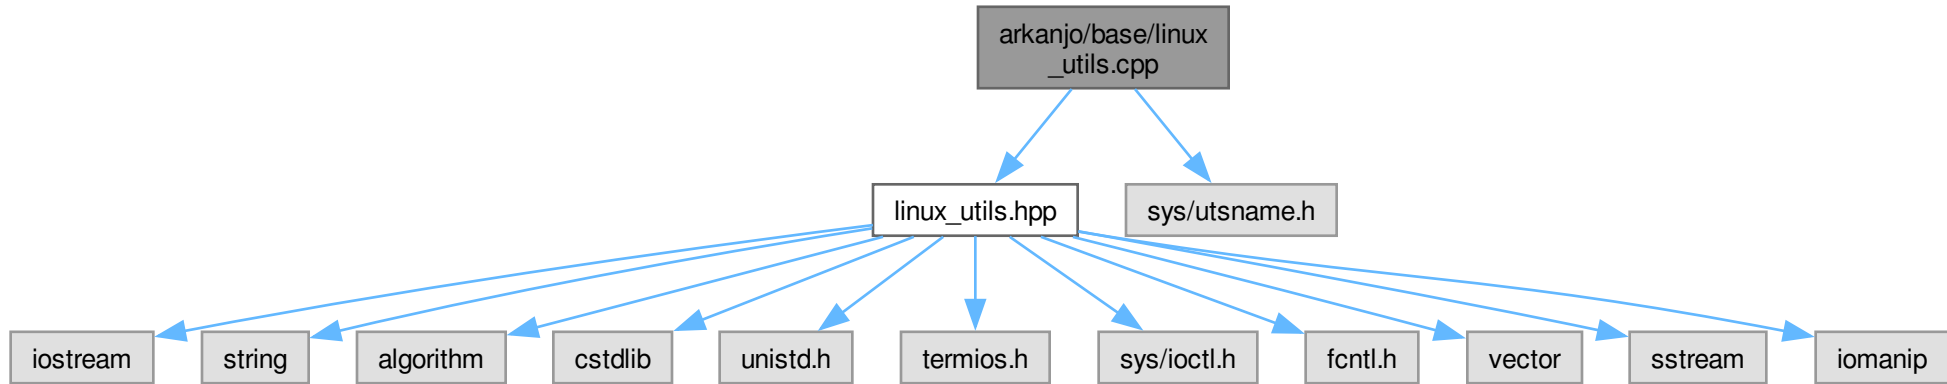 arkanjo/base/linux
_utils.cpp
linux_utils.hpp
sys/utsname.h
iostream
string
algorithm
cstdlib
unistd.h
termios.h
sys/ioctl.h
fcntl.h
vector
sstream
iomanip